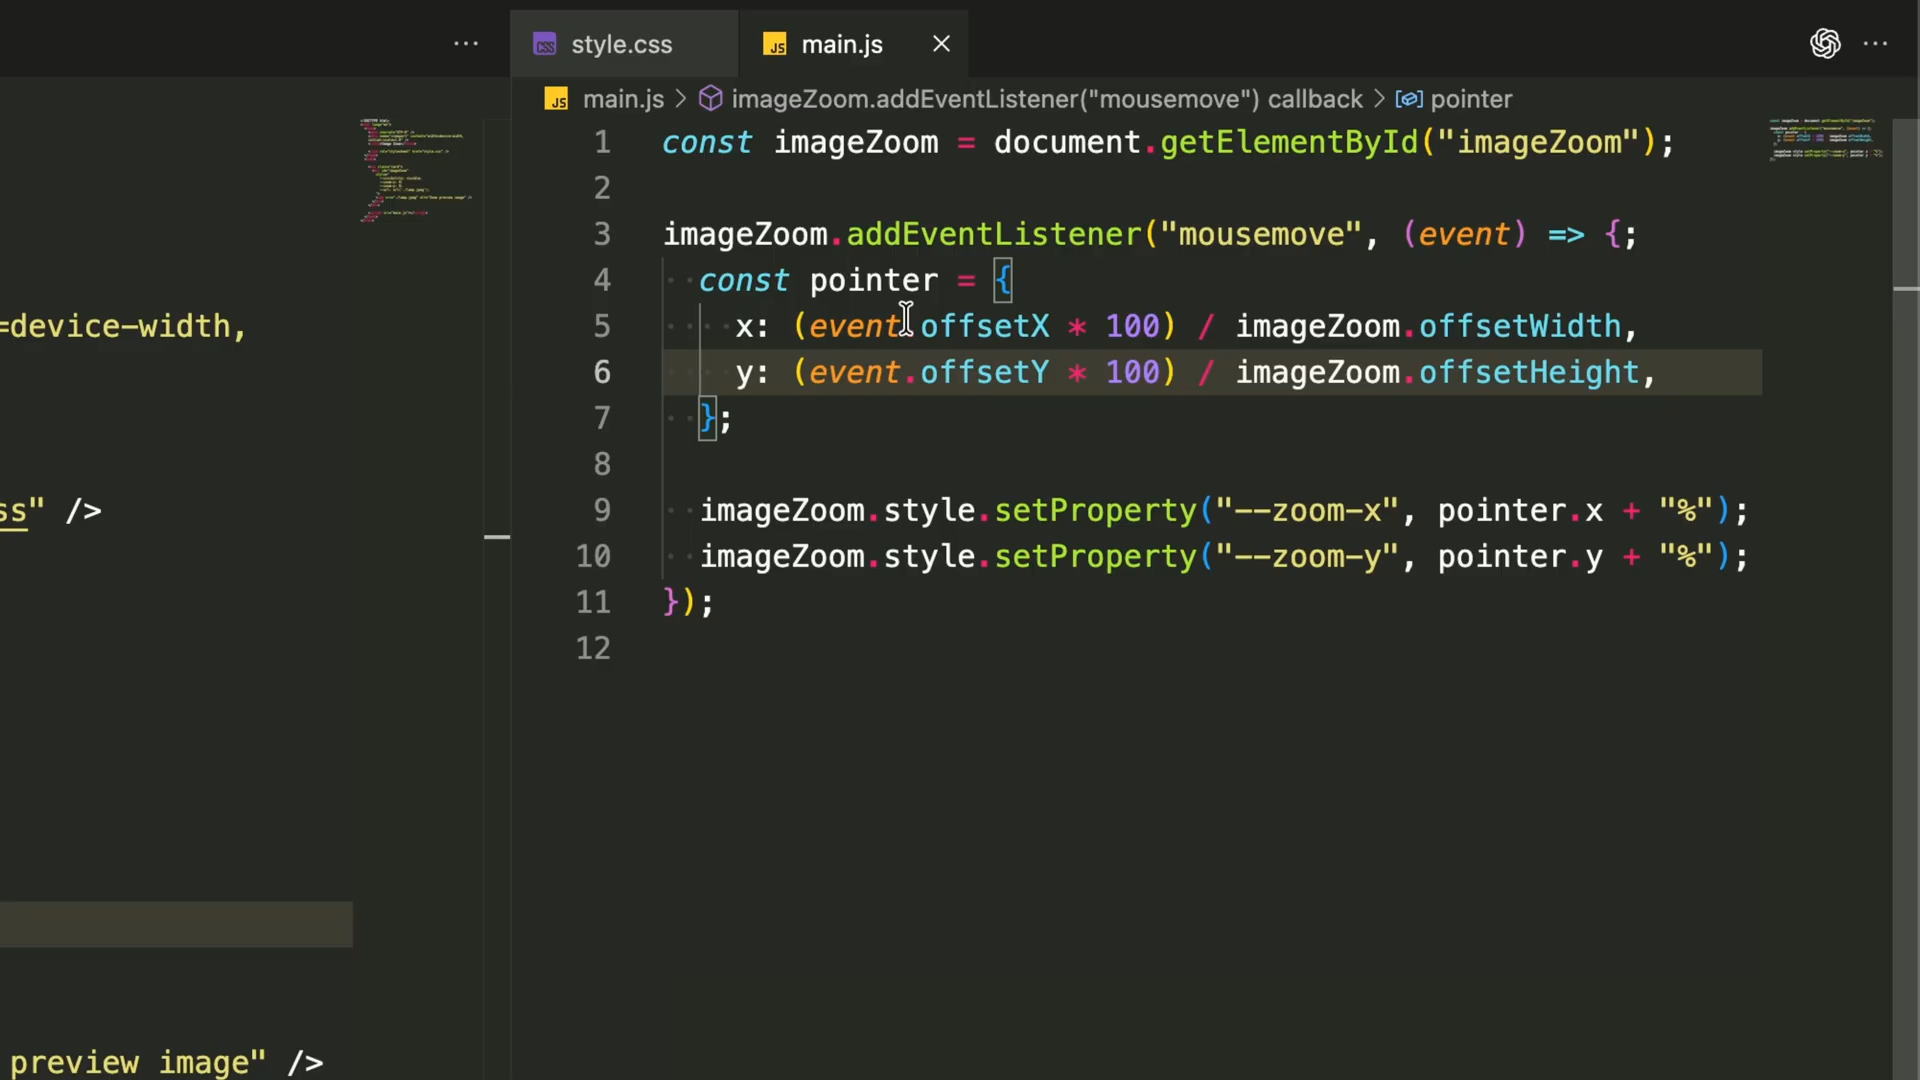 style.css
main.js
main.js > imageZoom.addEventListener("mousemove") callback > pointer
=device-width,
ss" />
preview image" />
1 const imageZoom = document.getElementById("imageZoom");
2
3 imageZoom.addEventListener("mousemove", (event) => {;
4 const pointer = {
5 x: (event.offsetX * 100) / imageZoom.offsetWidth,
6 y: (event.offsetY * 100) / imageZoom.offsetHeight,
7 };
8
9 imageZoom.style.setProperty("--zoom-x", pointer.x + "%");
10 imageZoom.style.setProperty("--zoom-y", pointer.y + "%");
11 });
12